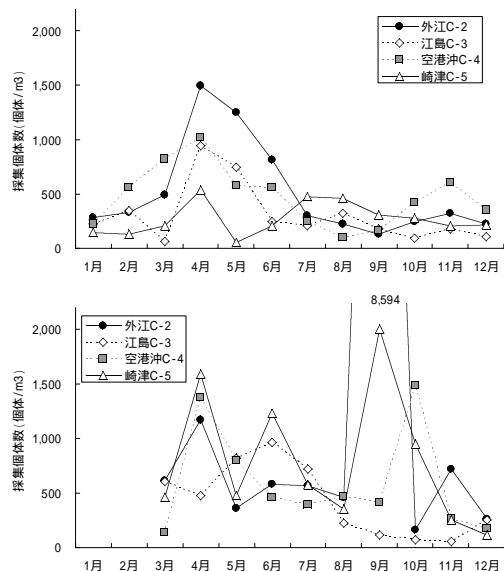 外江C-2
江島C-3
空港沖C-4
崎津C-5
採集個体数(個体/m3)
2,000
1,500
1,000
500
0
1月 2月 3月 4月 5月 6月 7月 8月 9月 10月 11月 12月
8,594
外江C-2
江島C-3
空港沖C-4
崎津C-5
採集個体数(個体/m3)
2,000
1,500
1,000
500
0
1月 2月 3月 4月 5月 6月 7月 8月 9月 10月 11月 12月